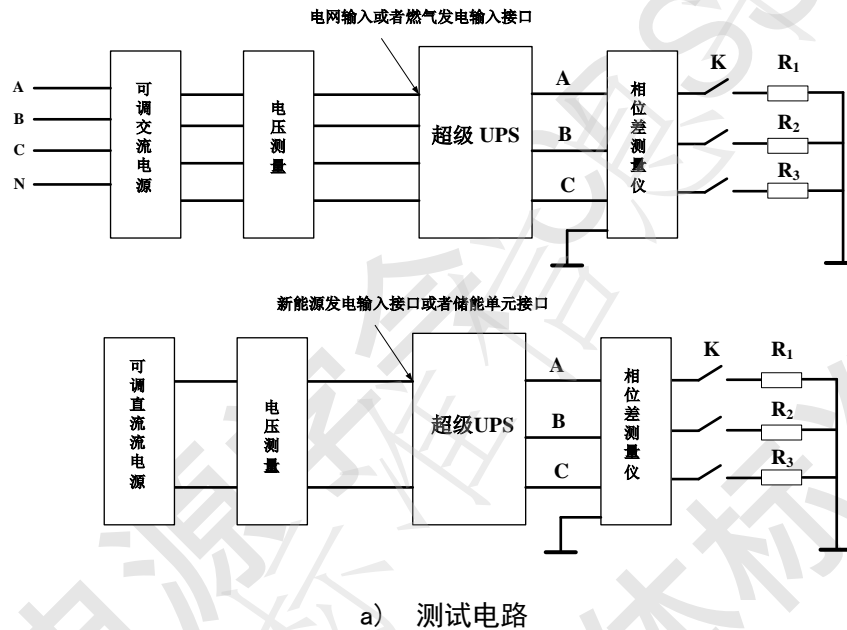 电网输入或者燃气发电输入接口
A
B
C
N
可调交流电源
电压测量
超级 UPS
A
B
C
相位差测量仪
K
R1
R2
R3
新能源发电输入接口或者储能单元接口
可调直流流电源
电压测量
超级UPS
A
B
C
相位差测量仪
K
R1
R2
R3
a) 测试电路